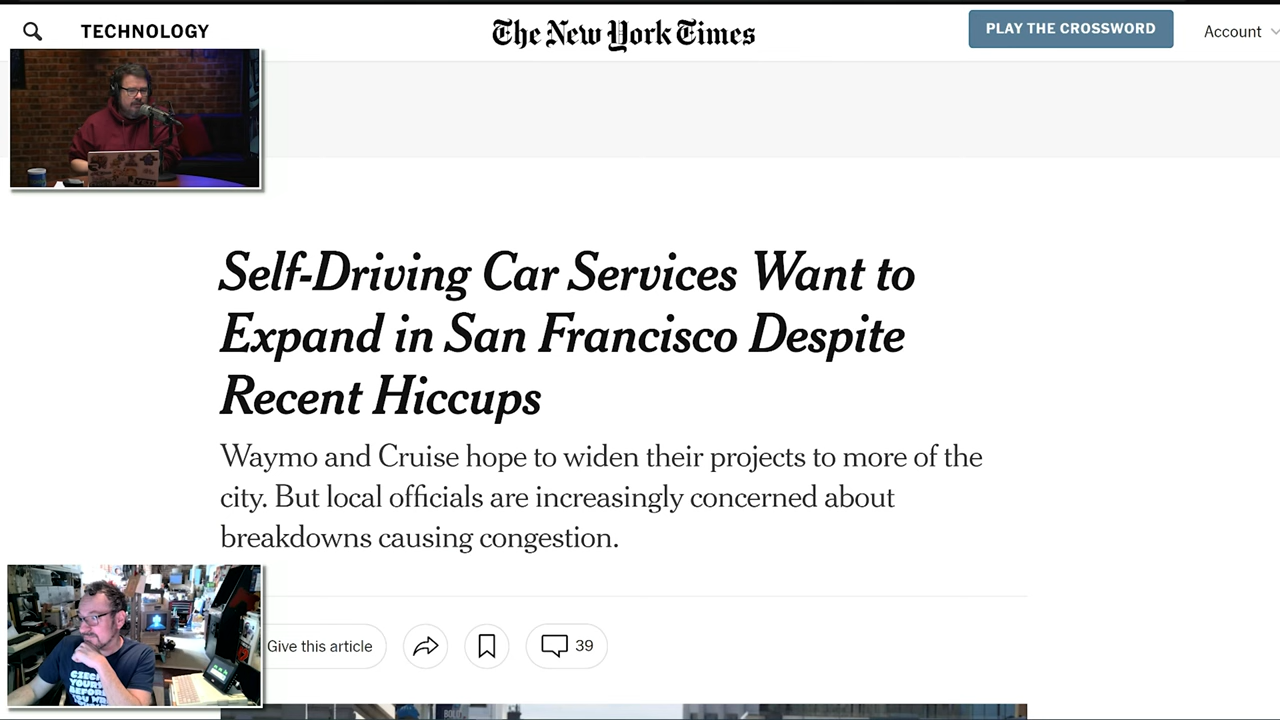 TECHNOLOGY
The New York Times
PLAY THE CROSSWORD
Account
Self-Driving Car Services Want to
Expand in San Francisco Despite
Recent Hiccups
Waymo and Cruise hope to widen their projects to more of the
city. But local officials are increasingly concerned about
breakdowns causing congestion.
Give this article
39